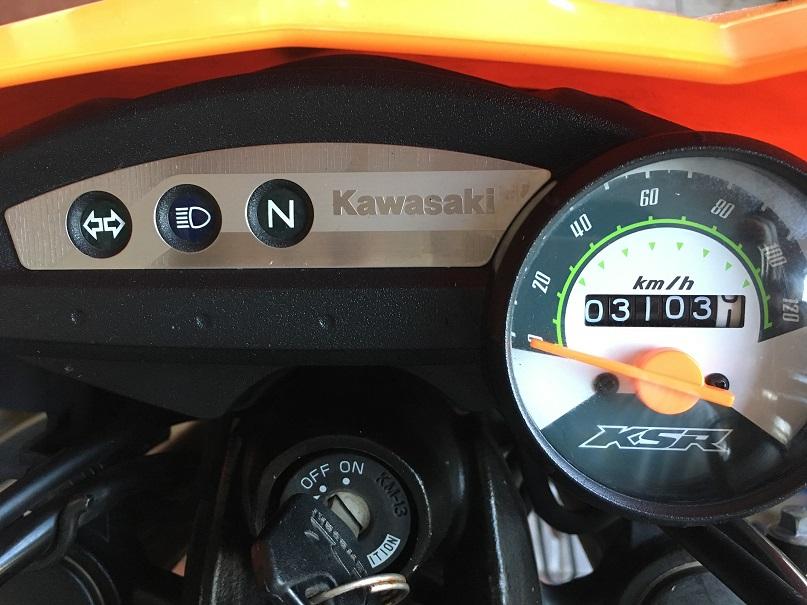 N
Kawasaki
20
40
60
80
120
km/h
03103
KSR
OFF ON
KM-13